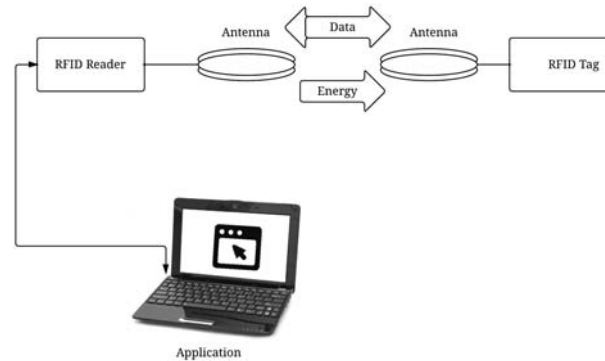 Antenna
Data
Antenna
RFID Reader
RFID Tag
Energy
Application